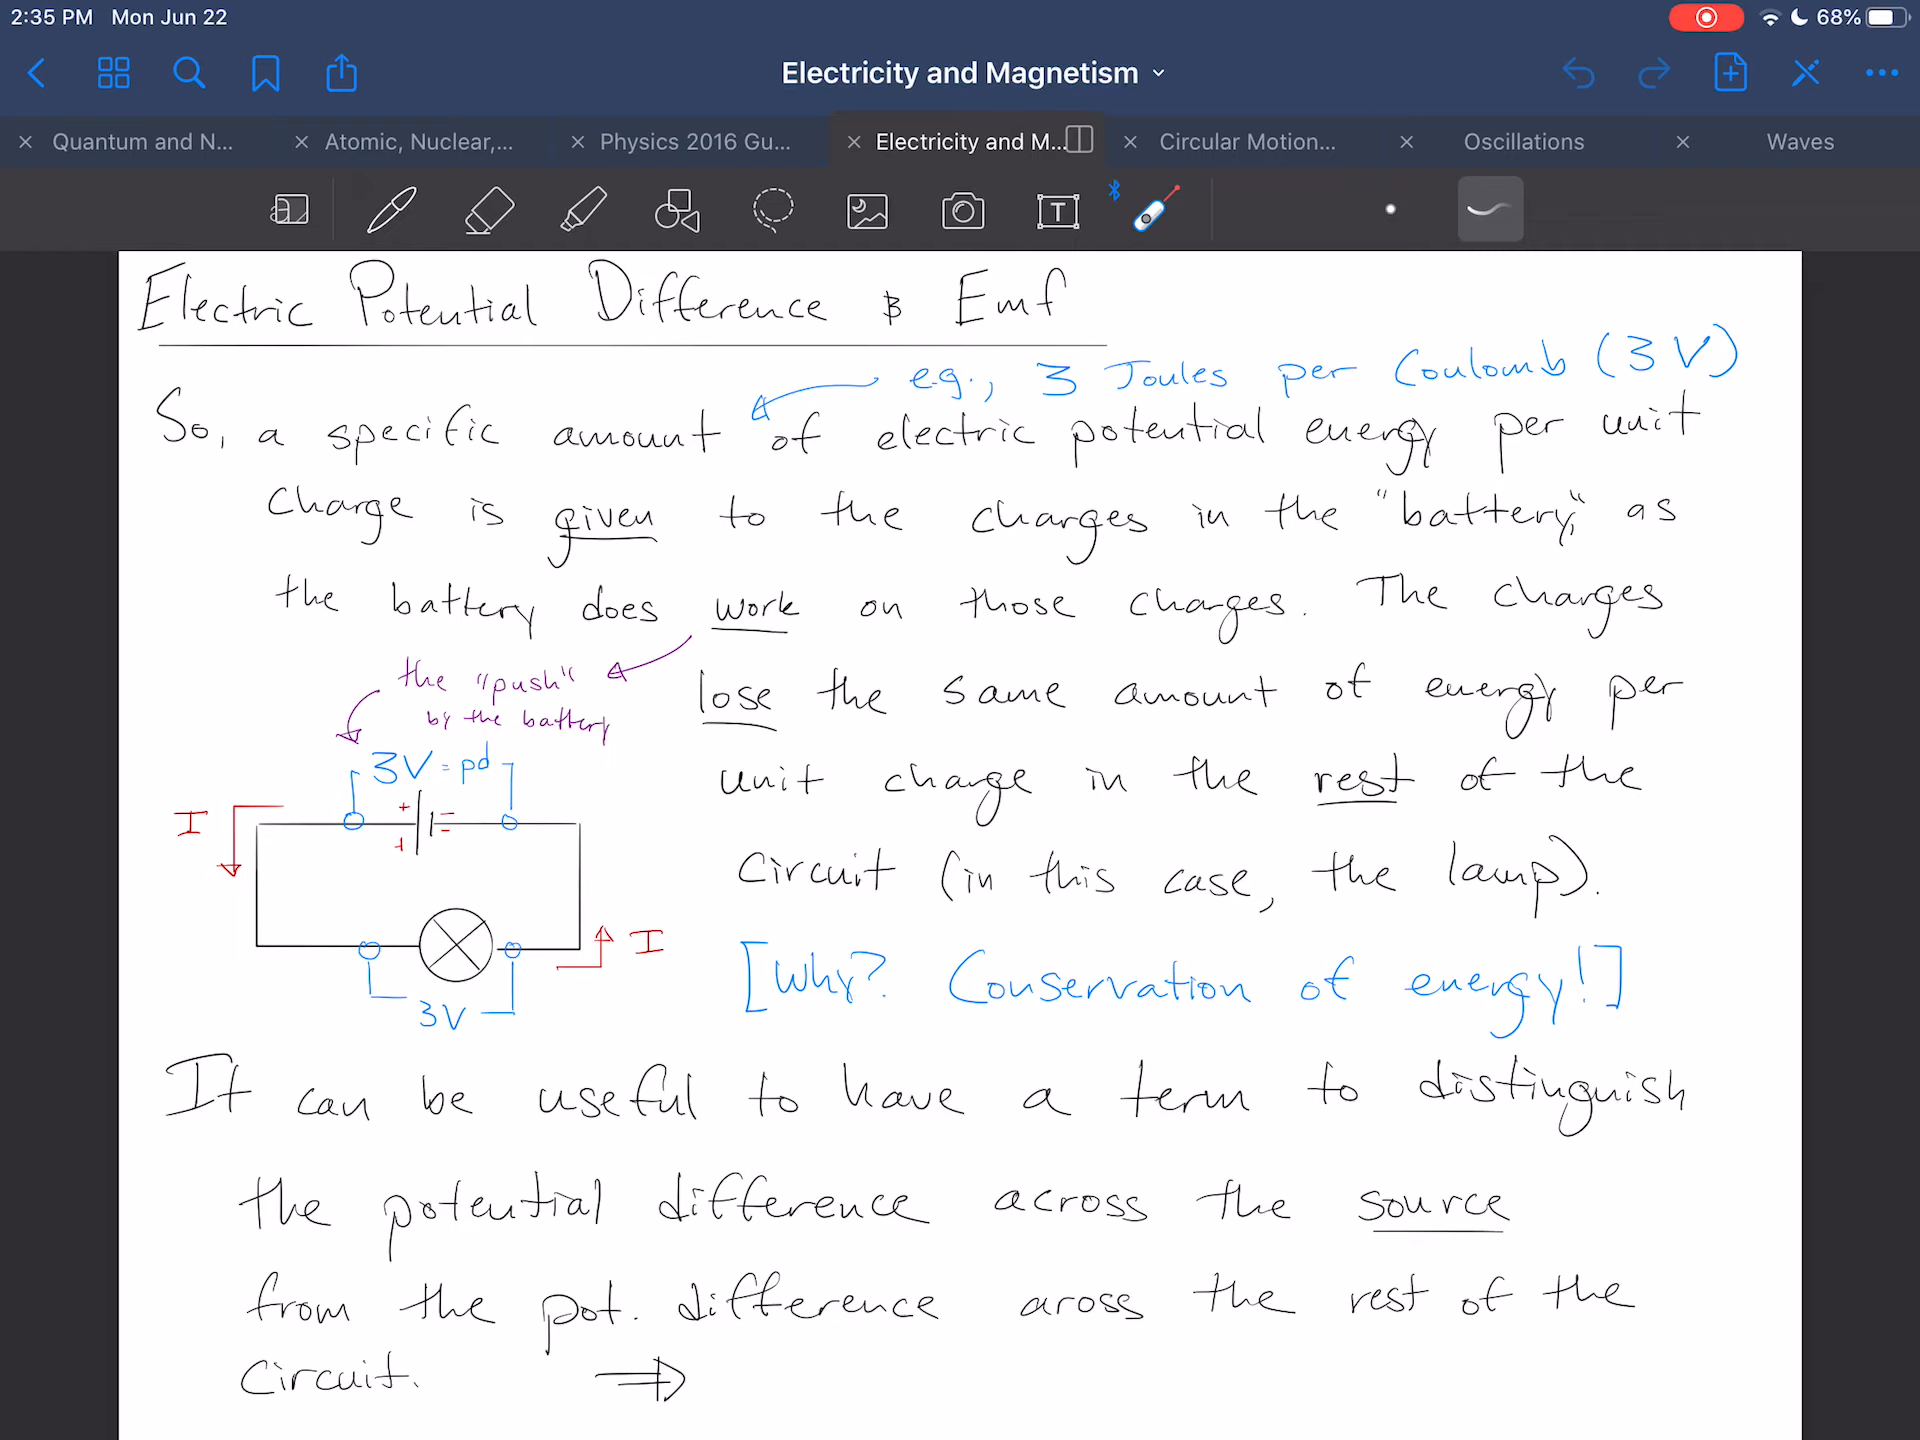 2:35 PM Mon Jun 22
68%
Electricity and Magnetism
Quantum and N...
Atomic, Nuclear,...
Physics 2016 Gu...
Electricity and M...
Circular Motion...
Oscillations
Waves
Electric Potential Difference & Emf
e.g., 3 Joules per Coulomb (3 V)
So, a specific amount of electric potential energy per unit
charge is given to the charges in the "battery," as
the battery does work on those charges. The charges
the "push"
by the battery
lose the same amount of energy per
3V = pd
unit charge in the rest of the
I
+ -
+ -
circuit (in this case, the lamp).
I
3V
[Why? Conservation of energy!]
It can be useful to have a term to distinguish
the potential difference across the source
from the pot. difference aross the rest of the
circuit. ⇒